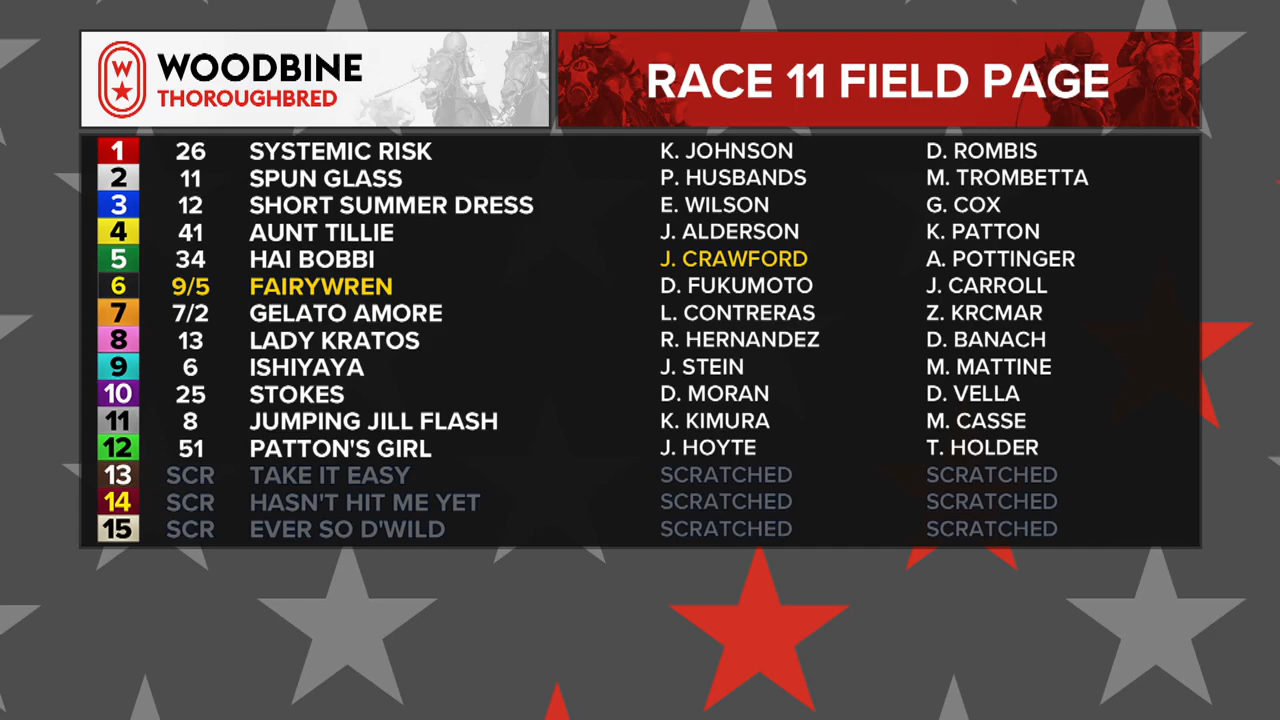 W
WOODBINE
THOROUGHBRED
RACE 11 FIELD PAGE
1 26 SYSTEMIC RISK K. JOHNSON D. ROMBIS
2 11 SPUN GLASS P. HUSBANDS M. TROMBETTA
3 12 SHORT SUMMER DRESS E. WILSON G. COX
4 41 AUNT TILLIE J. ALDERSON K. PATTON
5 34 HAI BOBBI J. CRAWFORD A. POTTINGER
6 9/5 FAIRYWREN D. FUKUMOTO J. CARROLL
7 7/2 GELATO AMORE L. CONTRERAS Z. KRCMAR
8 13 LADY KRATOS R. HERNANDEZ D. BANACH
9 6 ISHIYAYA J. STEIN M. MATTINE
10 25 STOKES D. MORAN D. VELLA
11 8 JUMPING JILL FLASH K. KIMURA M. CASSE
12 51 PATTON'S GIRL J. HOYTE T. HOLDER
13 SCR TAKE IT EASY SCRATCHED SCRATCHED
14 SCR HASN'T HIT ME YET SCRATCHED SCRATCHED
15 SCR EVER SO D'WILD SCRATCHED SCRATCHED